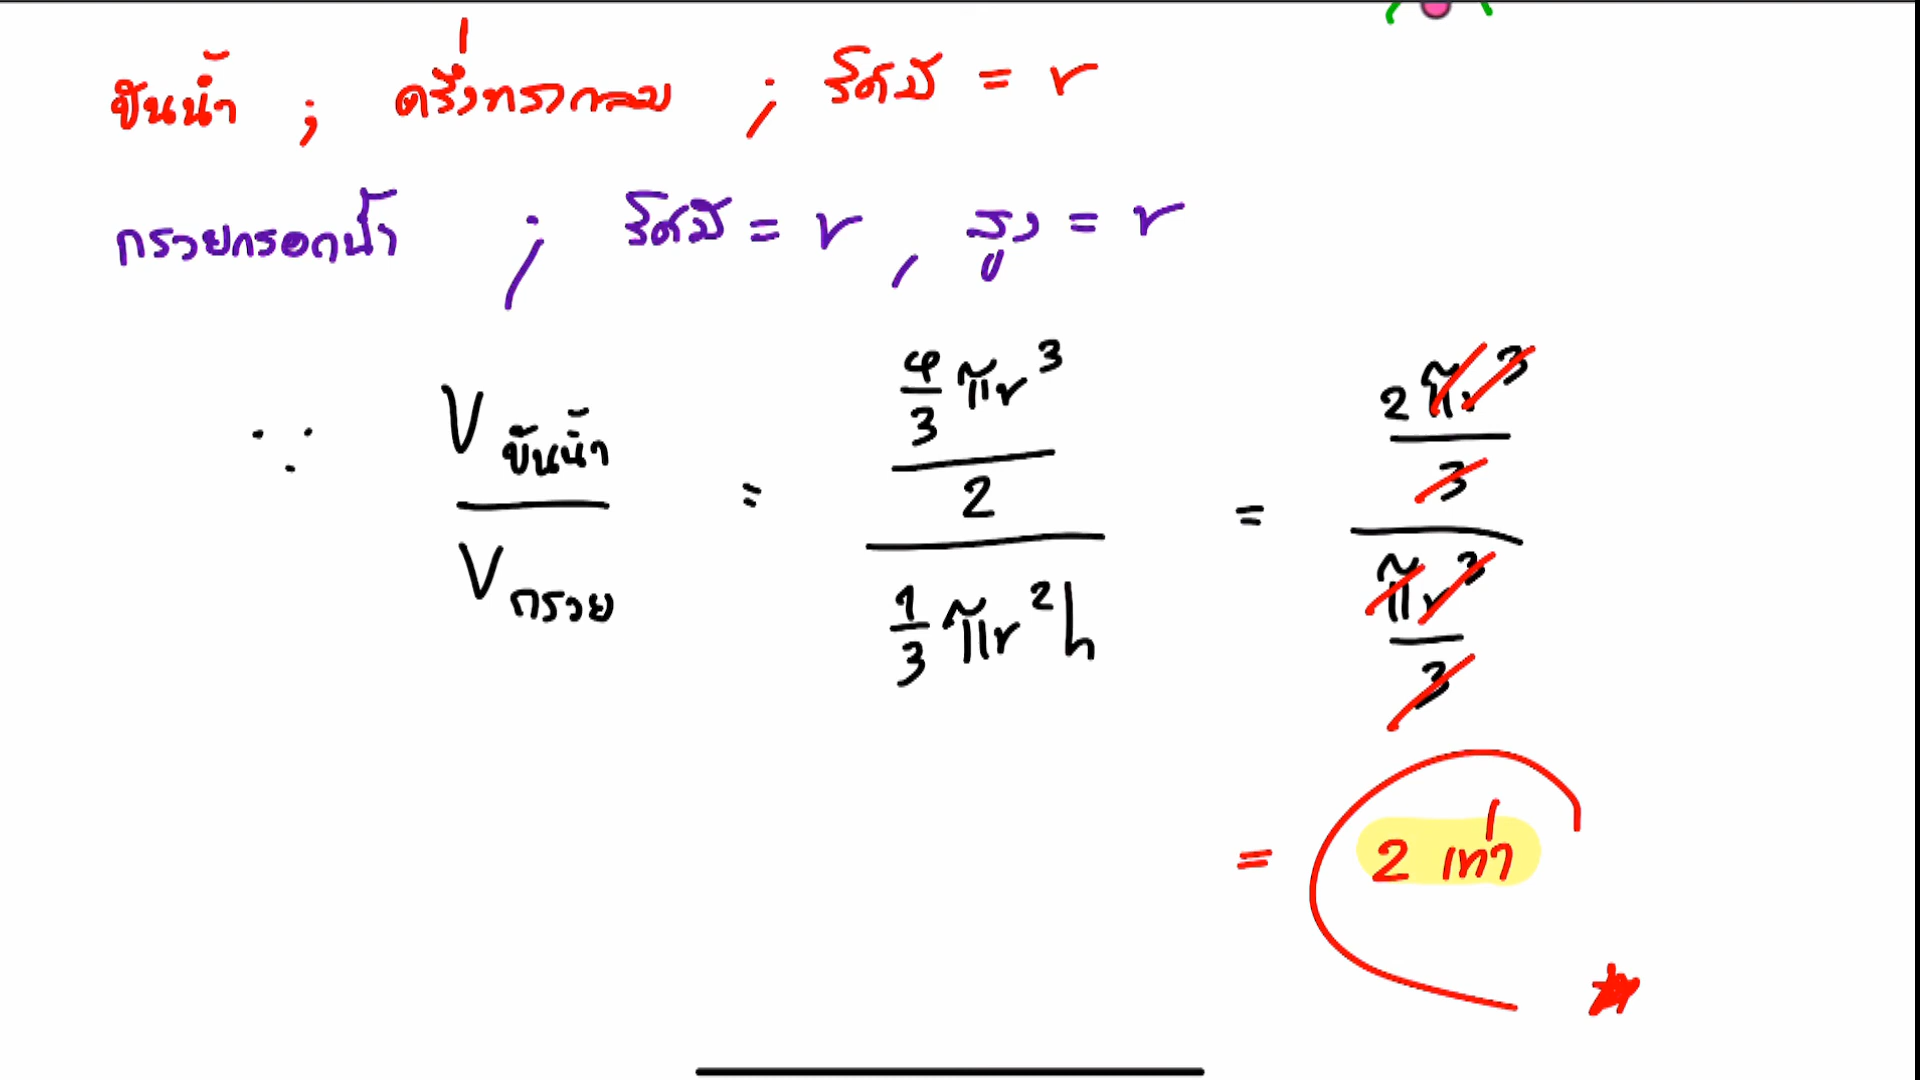 ขันน้ำ ; ครึ่งทรงกลม ; รัศมี = r
กรวยกรอกน้ำ ; รัศมี = r , สูง = r
∵ V ขันน้ำ / V กรวย = (4/3 πr³ / 2) / (1/3 πr²h) = (2πr³ / 3) / (πr³ / 3)
= 2 เท่า